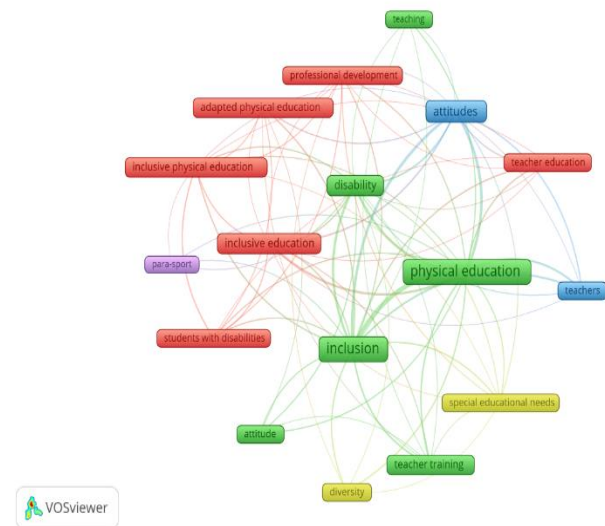 teaching
professional development
adapted physical education
attitudes
inclusive physical education
teacher education
disability
inclusive education
para-sport
physical education
teachers
students with disabilities
inclusion
special educational needs
attitude
teacher training
diversity
VOSviewer